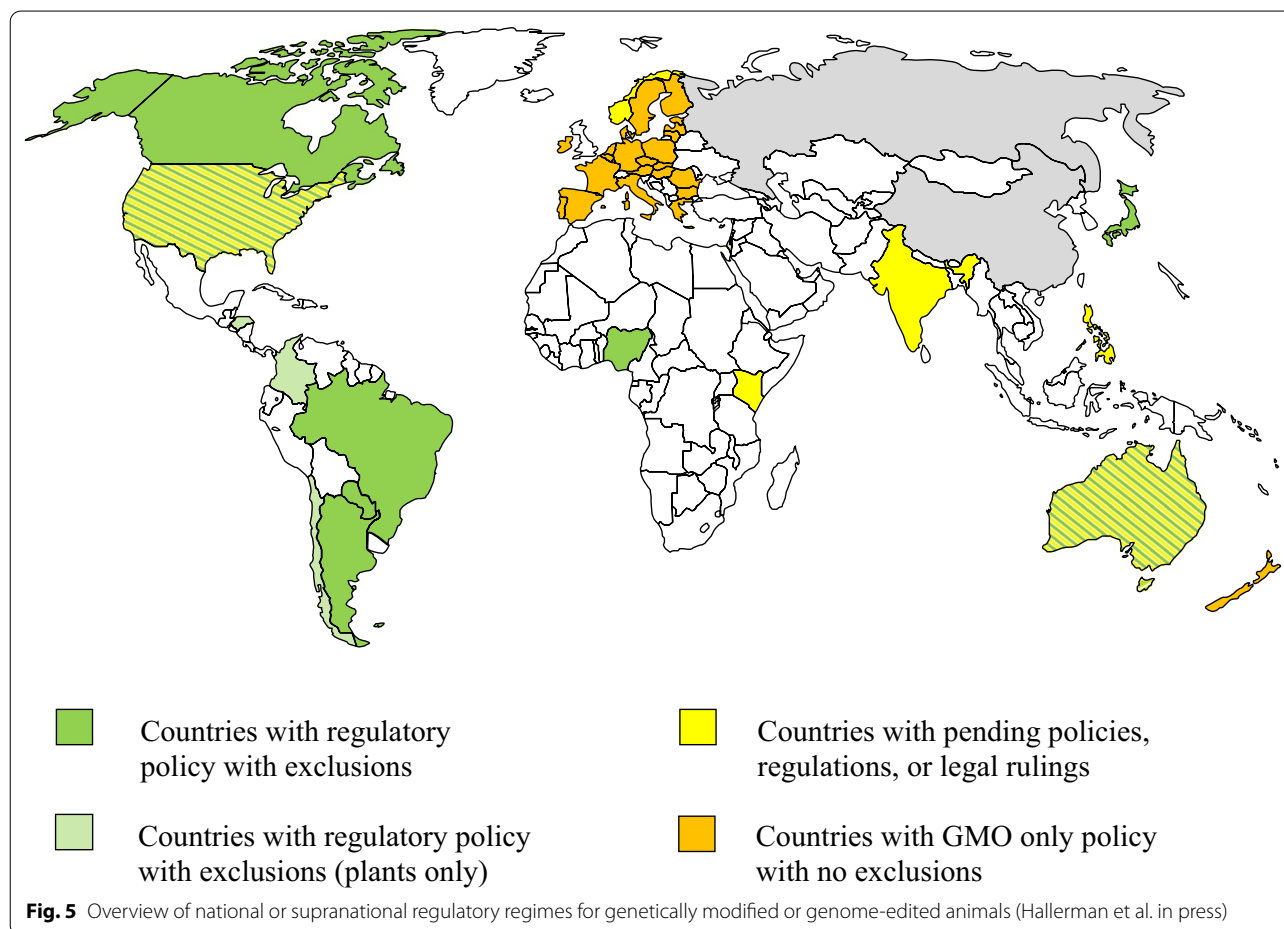 Countries with regulatory
policy with exclusions
Countries with pending policies,
regulations, or legal rulings
Countries with regulatory policy
with exclusions (plants only)
Countries with GMO only policy
with no exclusions
Fig. 5 Overview of national or supranational regulatory regimes for genetically modified or genome-edited animals (Hallerman et al. in press)